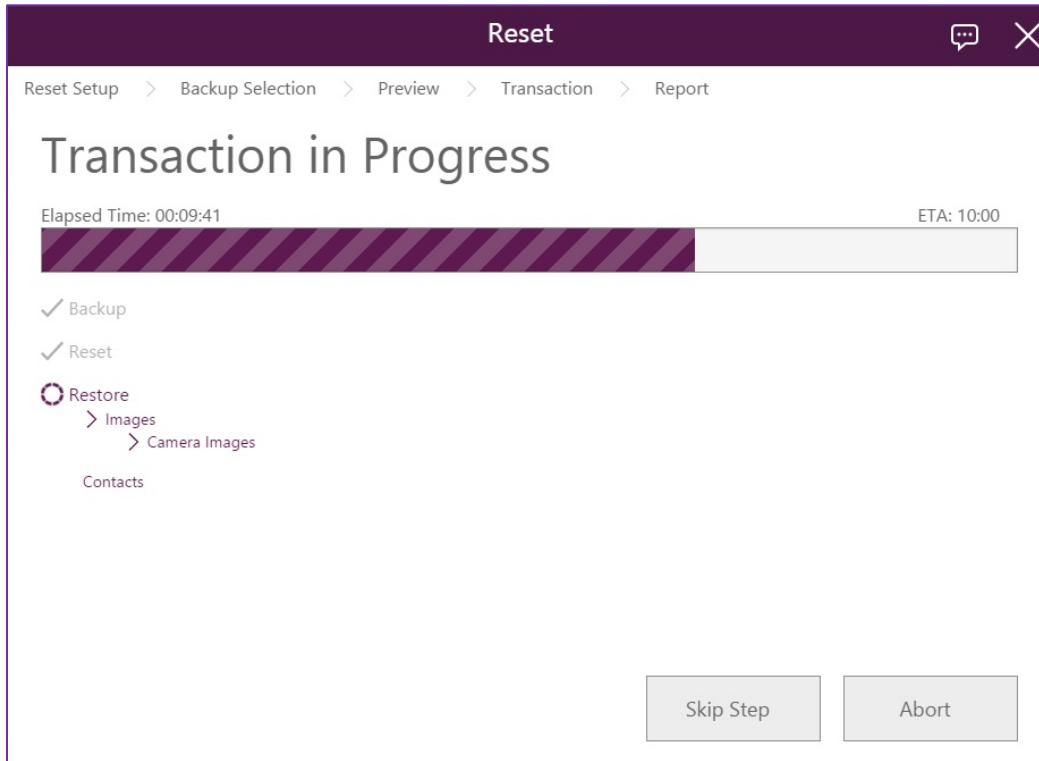 Reset
Reset Setup Backup Selection Preview Transaction Report
Transaction in Progress
Elapsed Time: 00:09:41 ETA: 10:00
Backup
Reset
Restore
Images
Camera Images
Contacts
Skip Step Abort